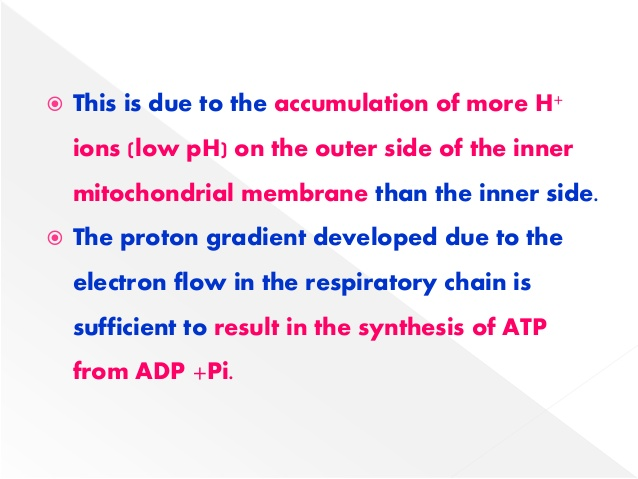 This is due to the accumulation of more H⁺
ions (low pH) on the outer side of the inner
mitochondrial membrane than the inner side.
The proton gradient developed due to the
electron flow in the respiratory chain is
sufficient to result in the synthesis of ATP
from ADP +Pi.